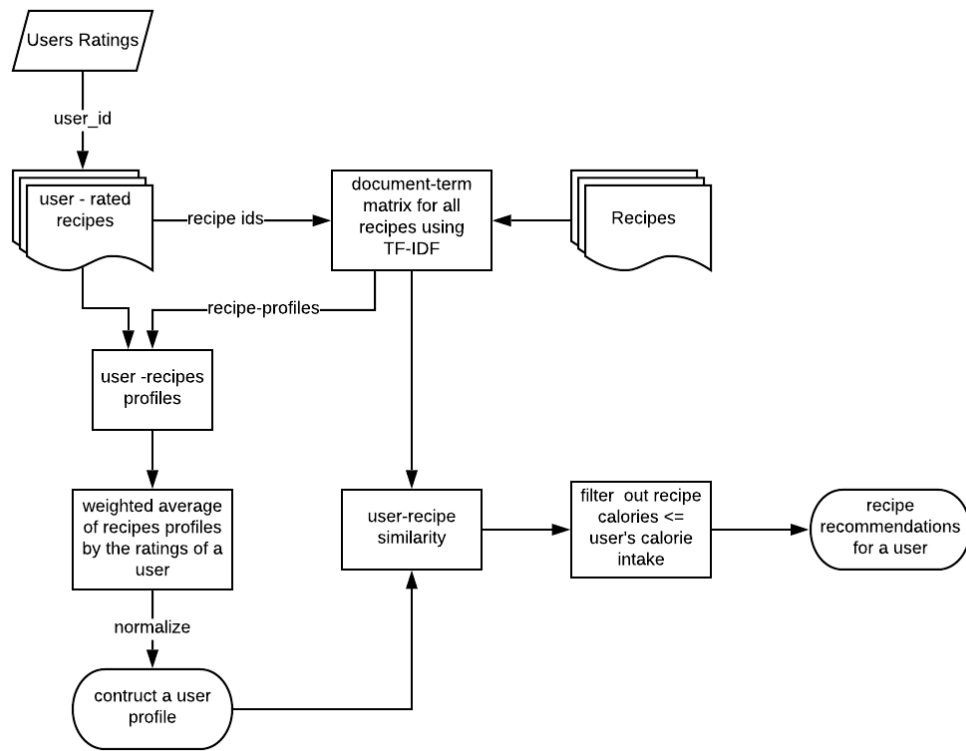 Users Ratings
user_id
user - rated
recipes
recipe ids
document-term
matrix for all
recipes using
TF-IDF
Recipes
recipe-profiles
user -recipes
profiles
weighted average
of recipes profiles
by the ratings of a
user
user-recipe
similarity
filter  out recipe
calories <=
user's calorie
intake
recipe
recommendations
for a user
normalize
contruct a user
profile